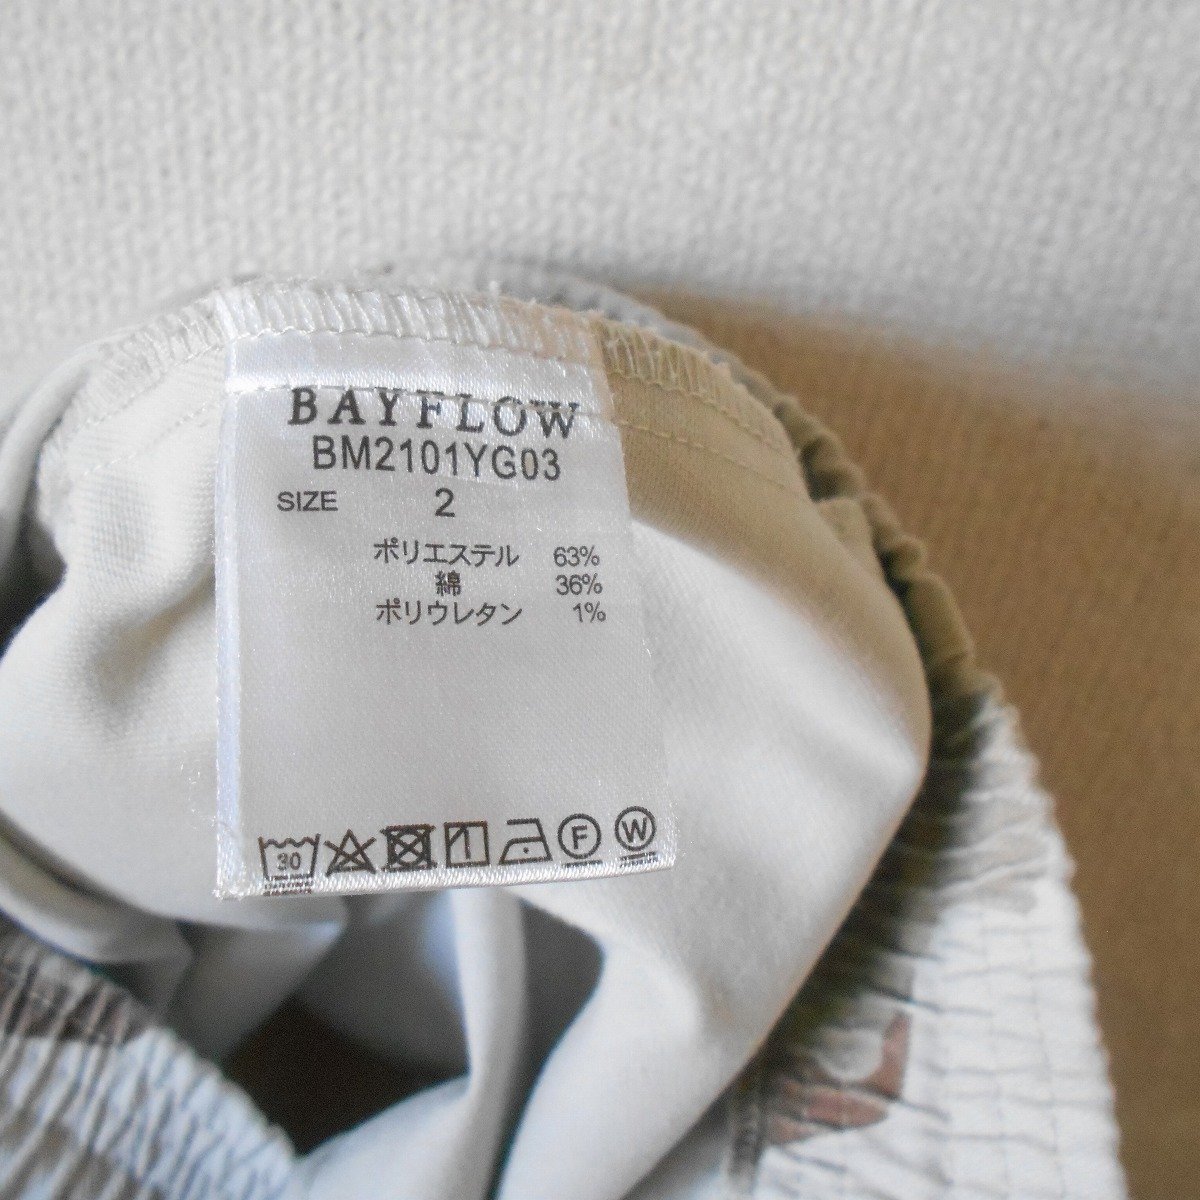 BAYFLOW
BM2101YG03
SIZE 2
ポリエステル 63%
綿 36%
ポリウレタン 1%
30 F W